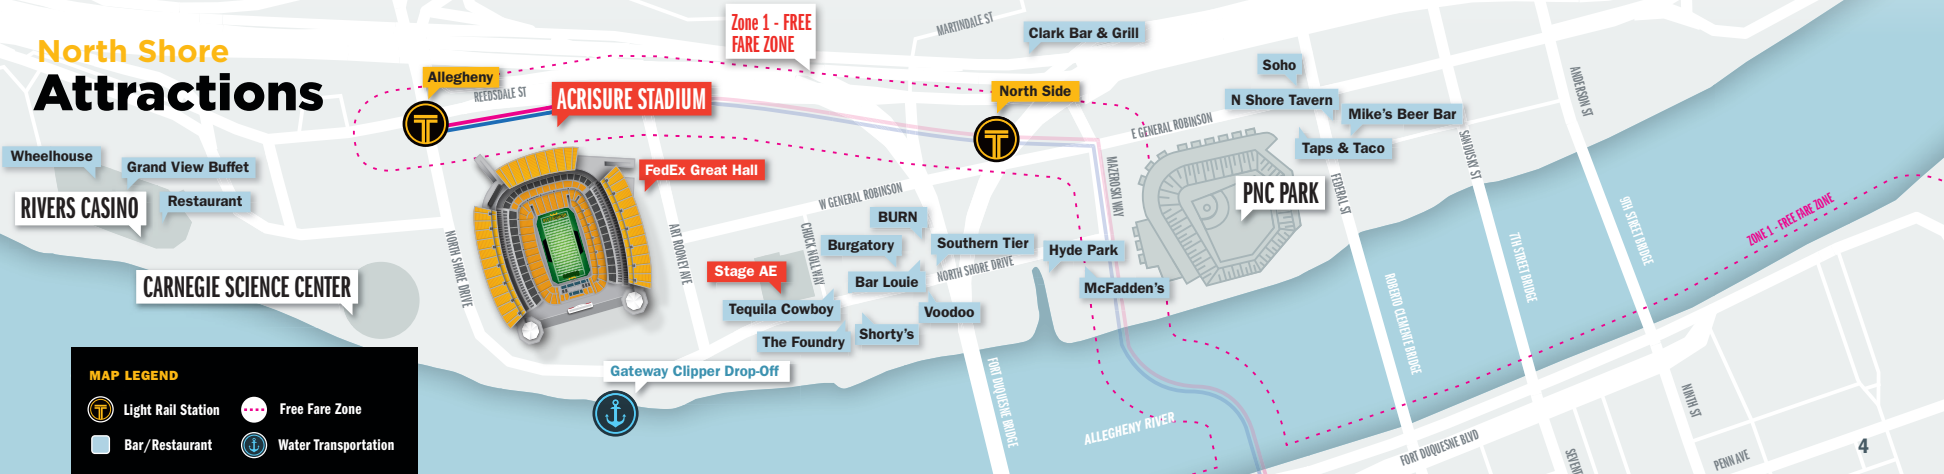 North Shore
Attractions
Zone 1 - FREE
FARE ZONE
MARTINDALE ST
Clark Bar & Grill
Allegheny
REEDSDALE ST
ACRISURE STADIUM
North Side
Soho
N Shore Tavern
Mike's Beer Bar
Taps & Taco
E GENERAL ROBINSON
ANDERSON ST
SANDUSKY ST
Wheelhouse
Grand View Buffet
Restaurant
RIVERS CASINO
FedEx Great Hall
MAZEROSKI WAY
FEDERAL ST
PNC PARK
W GENERAL ROBINSON
BURN
Burgatory
Southern Tier
Hyde Park
CHUCK NOLL WAY
ART ROONEY AVE
NORTH SHORE DRIVE
Stage AE
Bar Louie
NORTH SHORE DRIVE
McFadden's
CARNEGIE SCIENCE CENTER
Tequila Cowboy
Voodoo
The Foundry
Shorty's
Gateway Clipper Drop-Off
FORT DUQUESNE BRIDGE
ALLEGHENY RIVER
ROBERTO CLEMENTE BRIDGE
7TH STREET BRIDGE
9TH STREET BRIDGE
ZONE 1 - FREE FARE ZONE
FORT DUQUESNE BLVD
SEVENT
NINTH ST
PENN AVE
MAP LEGEND
Light Rail Station
Free Fare Zone
Bar/Restaurant
Water Transportation
4